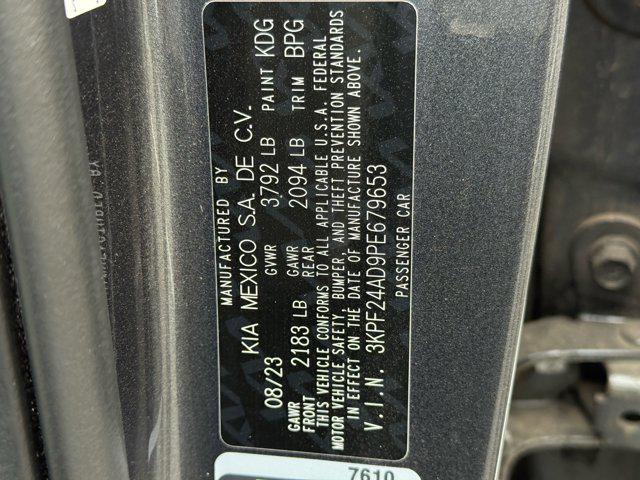 MANUFACTURED BY
KIA MEXICO S.A. DE C.V.
08/23 GVWR 3792 LB PAINT KDG
GAWR FRONT 2183 LB GAWR REAR 2094 LB TRIM BPG
THIS VEHICLE CONFORMS TO ALL APPLICABLE U.S.A. FEDERAL
MOTOR VEHICLE SAFETY, BUMPER, AND THEFT PREVENTION STANDARDS
IN EFFECT ON THE DATE OF MANUFACTURE SHOWN ABOVE.
V.I.N. 3KPF24AD9PE679653
PASSENGER CAR
7610